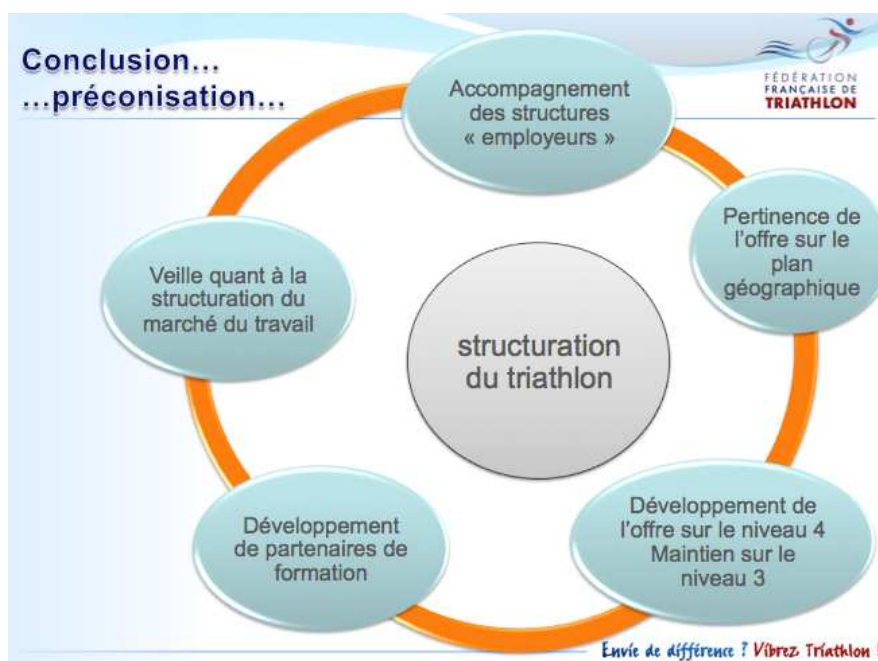 Conclusion...
...préconisation...
FÉDÉRATION
FRANÇAISE DE
TRIATHLON
Accompagnement
des structures
« employeurs »
Pertinence de
l'offre sur le
plan
géographique
Développement de
l'offre sur le niveau 4
Maintien sur le
niveau 3
Développement
de partenaires de
formation
Veille quant à la
structuration du
marché du travail
structuration
du triathlon
Envie de différence ? Vibrez Triathlon !